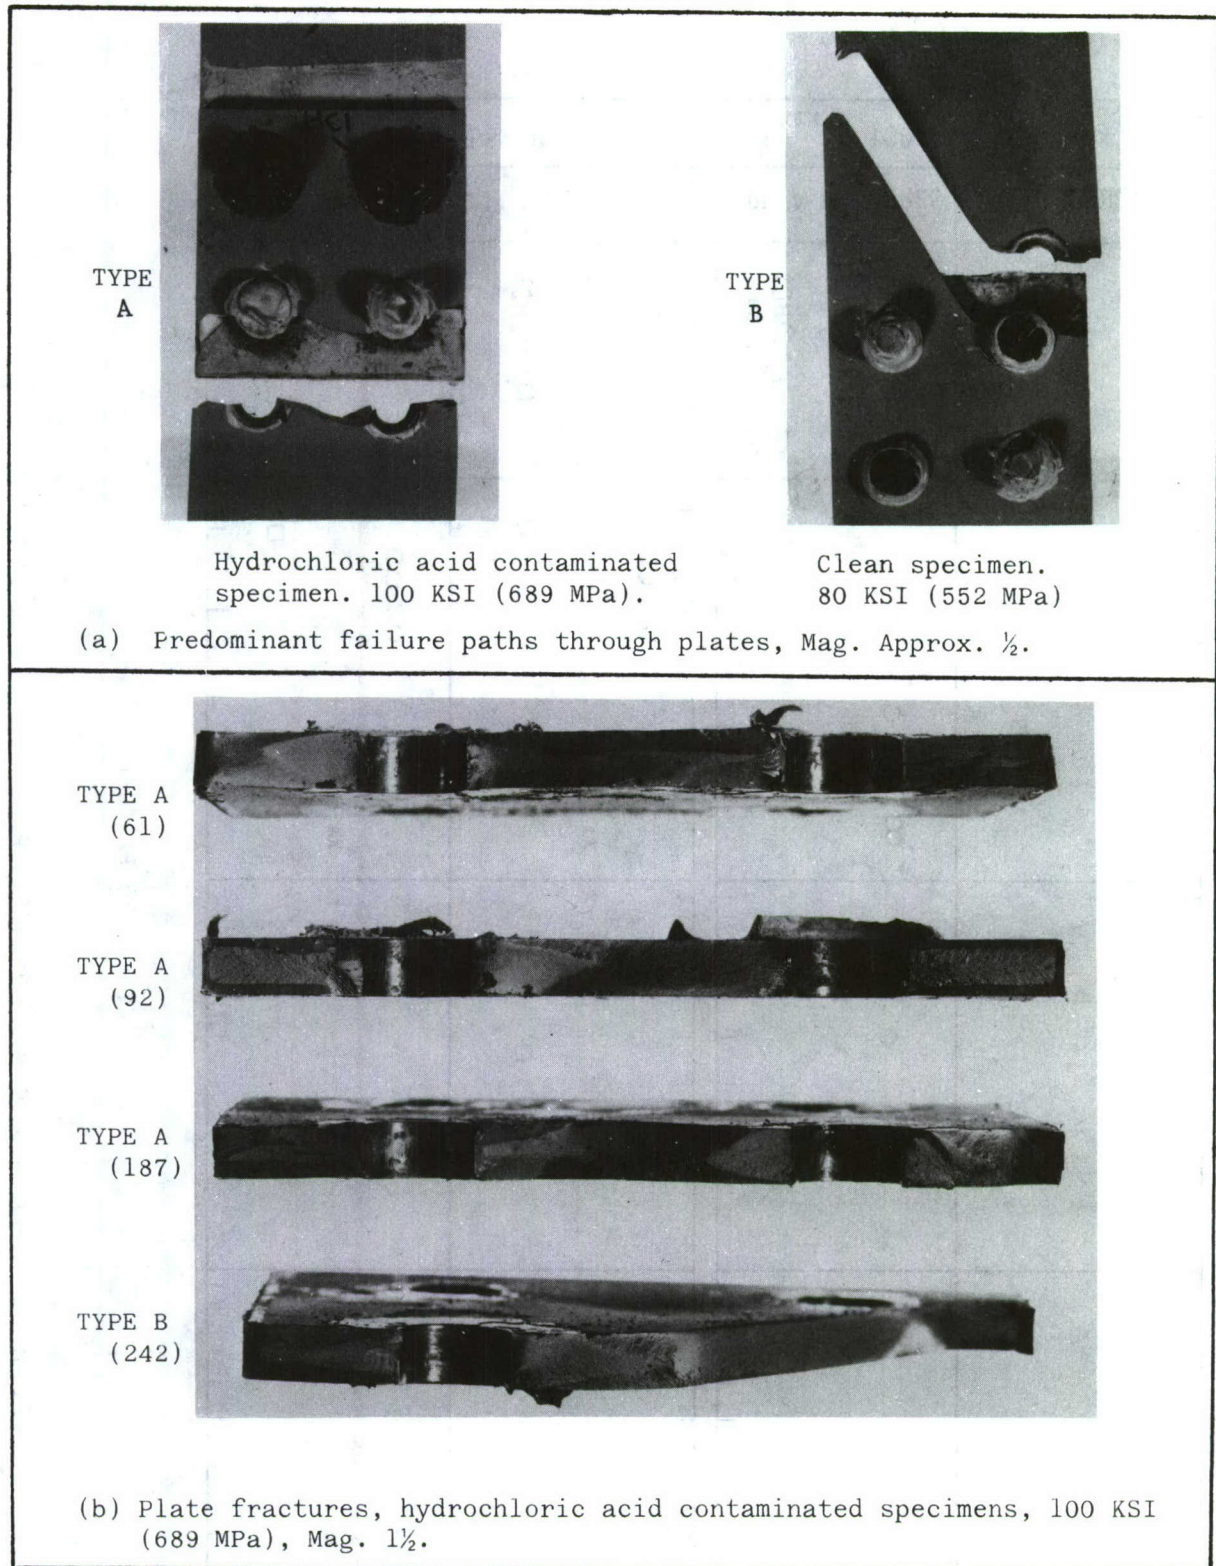 TYPE
A
TYPE
B
Hydrochloric acid contaminated
specimen. 100 KSI (689 MPa).
Clean specimen.
80 KSI (552 MPa)
(a) Predominant failure paths through plates, Mag. Approx. ½.
TYPE A
(61)
TYPE A
(92)
TYPE A
(187)
TYPE B
(242)
(b) Plate fractures, hydrochloric acid contaminated specimens, 100 KSI
(689 MPa), Mag. 1½.